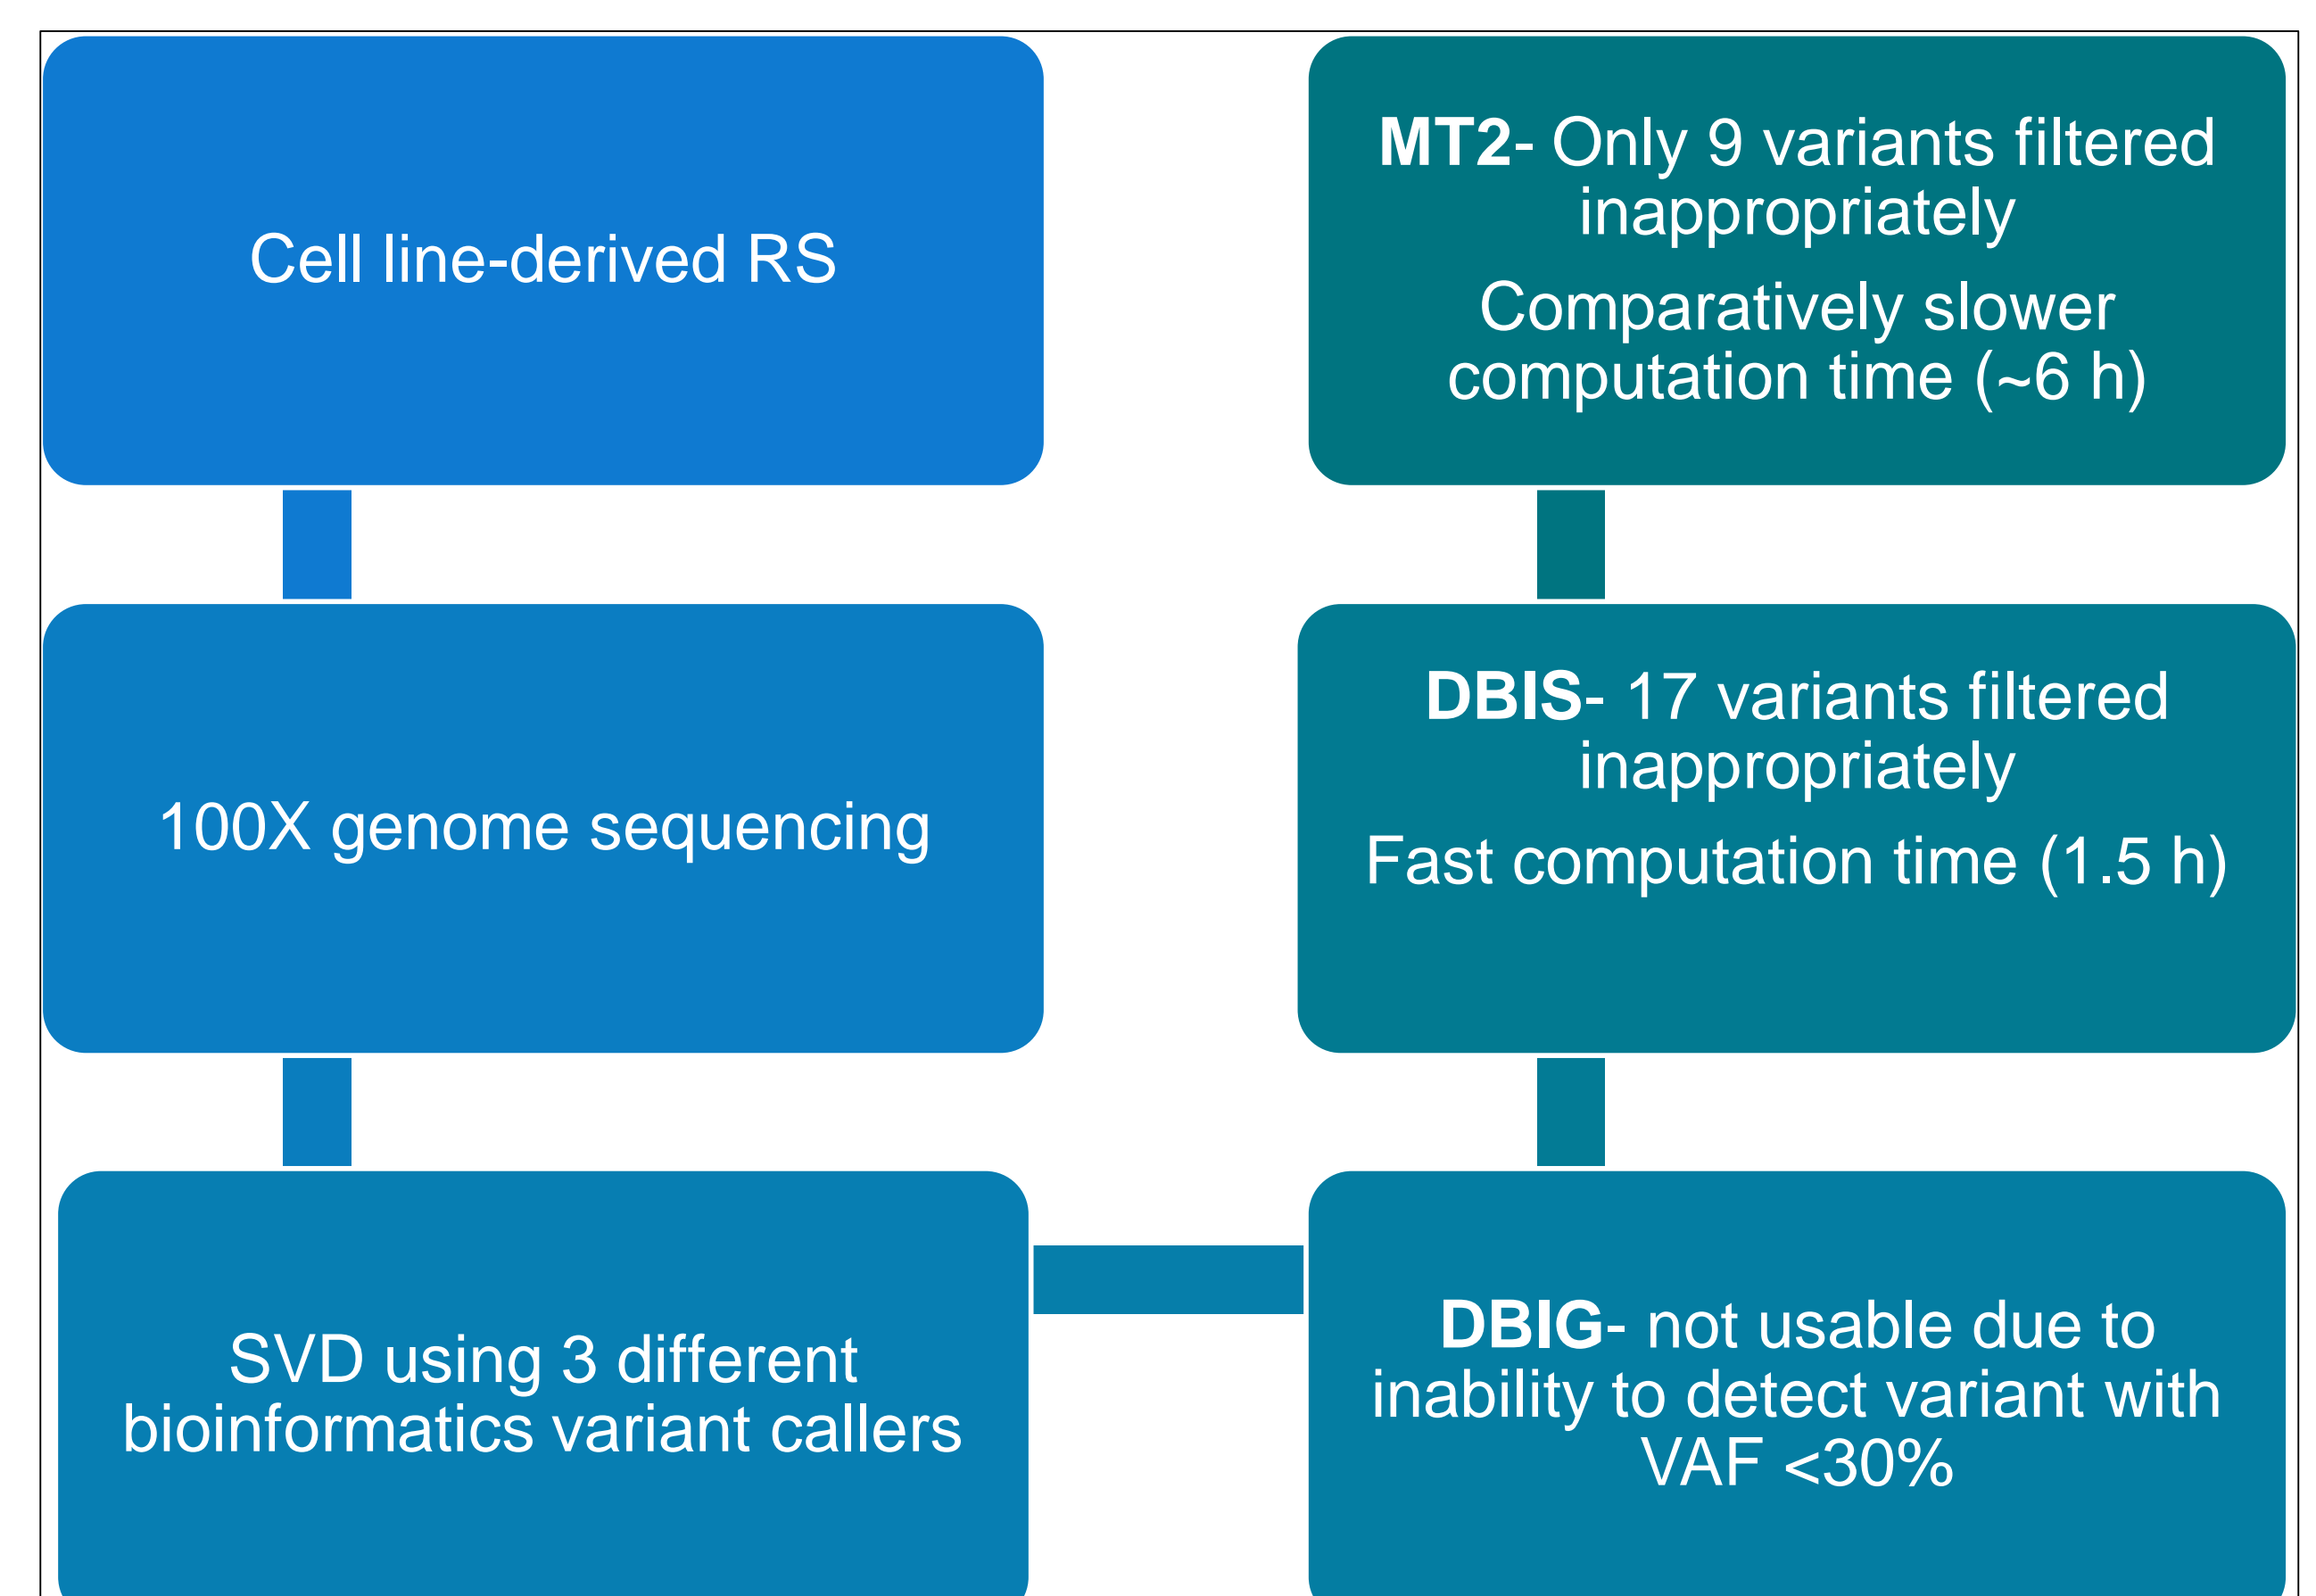 Cell line-derived RS
100X genome sequencing
SVD using 3 different
bioinformatics variant callers
DBIG- not usable due to
inability to detect variant with
VAF <30%
DBIS- 17 variants filtered
inappropriately
Fast computation time (1.5 h)
MT2- Only 9 variants filtered
inappropriately
Comparatively slower
computation time (~6 h)